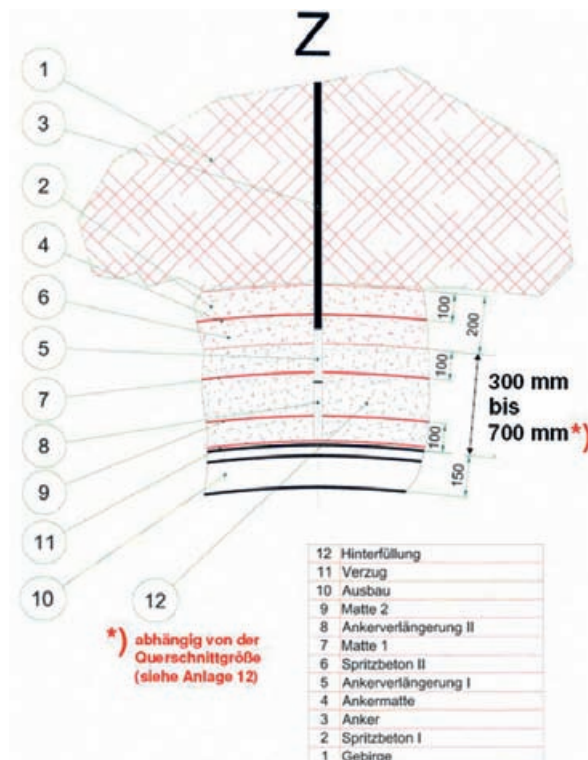 Z
1
3
2
4
6
5
7
8
9
11
10
12
100
200
100
100
150
300 mm
bis
700 mm*)
*) abhängig von der
Querschnittgröße
(siehe Anlage 12)
12 Hinterfüllung
11 Verzug
10 Ausbau
9 Matte 2
8 Ankerverlängerung II
7 Matte 1
6 Spritzbeton II
5 Ankerverlängerung I
4 Ankermatte
3 Anker
2 Spritzbeton I
1 Gebirge